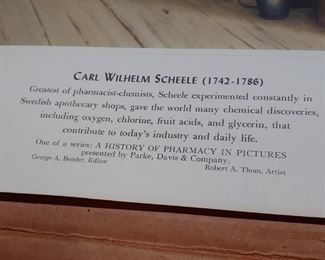 CARL WILHELM SCHEELE (1742-1786)
Greatest of pharmacist-chemists, Scheele experimented constantly in
Swedish apothecary shops, gave the world many chemical discoveries,
including oxygen, chlorine, fruit acids, and glycerin, that
contribute to today's industry and daily life.
One of a series: A HISTORY OF PHARMACY IN PICTURES
presented by Parke, Davis & Company.
George A. Bender, Editor
Robert A. Thom, Artist